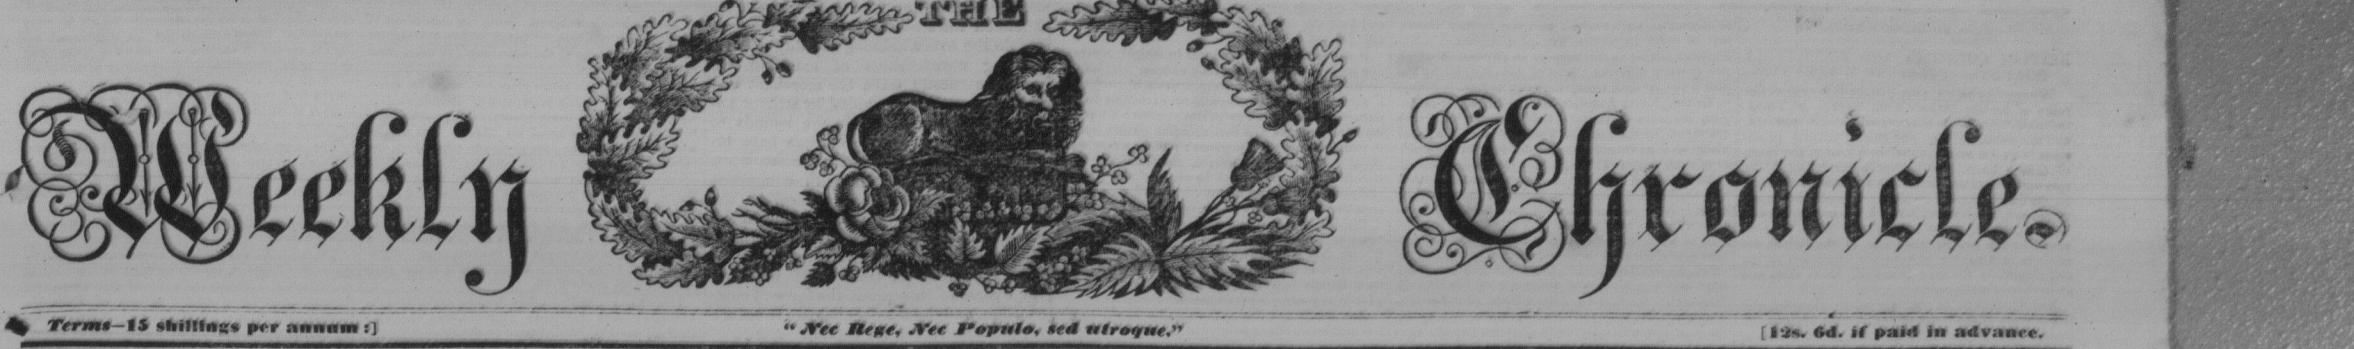 THE
Weekly Chronicle.
Terms—15 shillings per annum:] "Nec Rege, Nec Populo, sed utroque." [12s. 6d. if paid in advance.